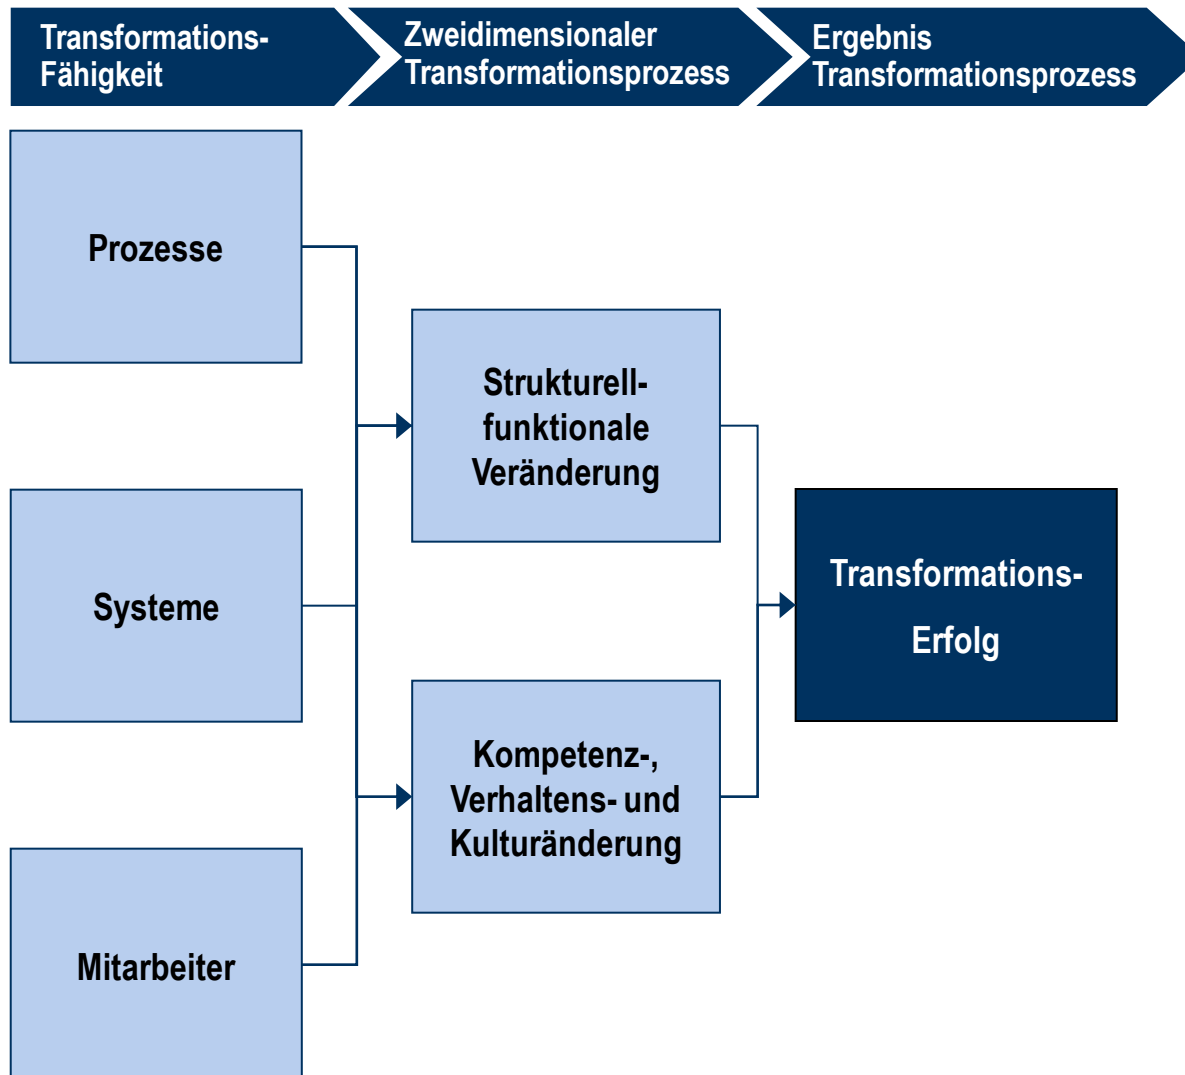 Transformations-
Fähigkeit
Zweidimensionaler
Transformationsprozess
Ergebnis
Transformationsprozess
Prozesse
Strukturell-
funktionale
Veränderung
Systeme
Transformations-
Erfolg
Kompetenz-,
Verhaltens- und
Kulturänderung
Mitarbeiter